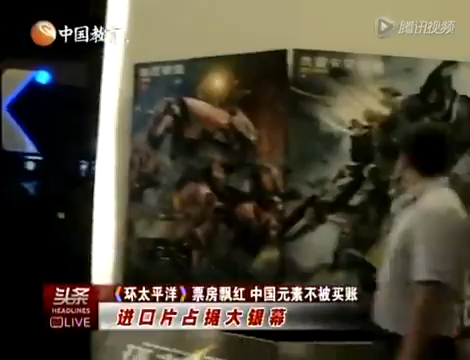 中国教育
腾讯视频
头条
HEADLINES
LIVE
《环太平洋》票房飘红 中国元素不被买账
进口片占据大银幕